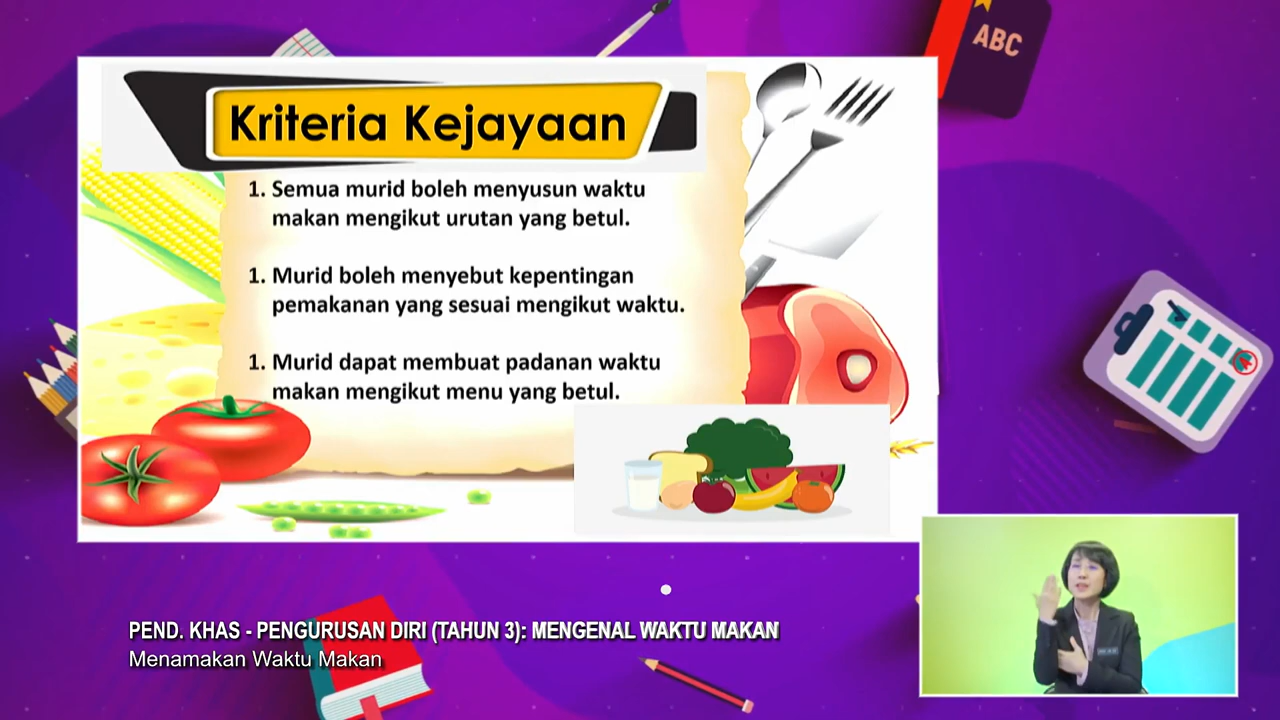 ABC
Kriteria Kejayaan
1. Semua murid boleh menyusun waktu
makan mengikut urutan yang betul.
1. Murid boleh menyebut kepentingan
pemakanan yang sesuai mengikut waktu.
1. Murid dapat membuat padanan waktu
makan mengikut menu yang betul.
PEND. KHAS - PENGURUSAN DIRI (TAHUN 3): MENGENAL WAKTU MAKAN
Menamakan Waktu Makan